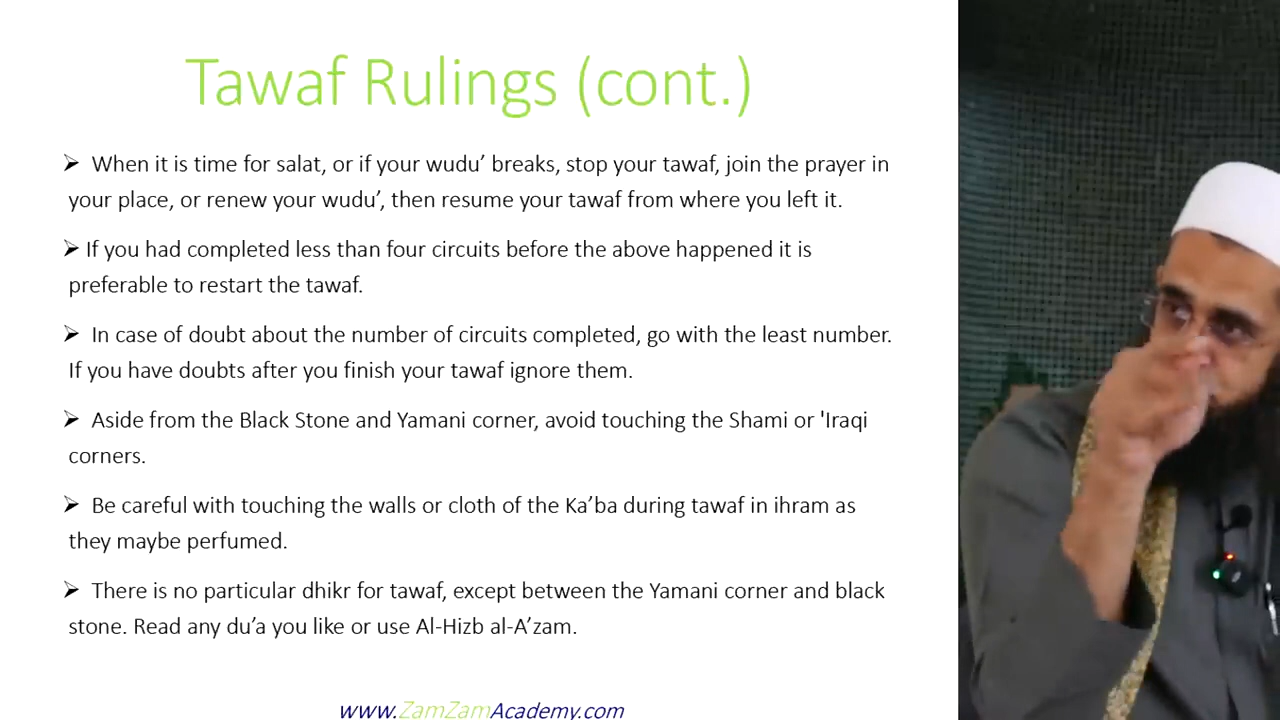 Tawaf Rulings (cont.)
➢ When it is time for salat, or if your wudu’ breaks, stop your tawaf, join the prayer in
your place, or renew your wudu’, then resume your tawaf from where you left it.
➢ If you had completed less than four circuits before the above happened it is
preferable to restart the tawaf.
➢ In case of doubt about the number of circuits completed, go with the least number.
If you have doubts after you finish your tawaf ignore them.
➢ Aside from the Black Stone and Yamani corner, avoid touching the Shami or 'Iraqi
corners.
➢ Be careful with touching the walls or cloth of the Ka’ba during tawaf in ihram as
they maybe perfumed.
➢ There is no particular dhikr for tawaf, except between the Yamani corner and black
stone. Read any du’a you like or use Al-Hizb al-A’zam.
www.ZamZamAcademy.com